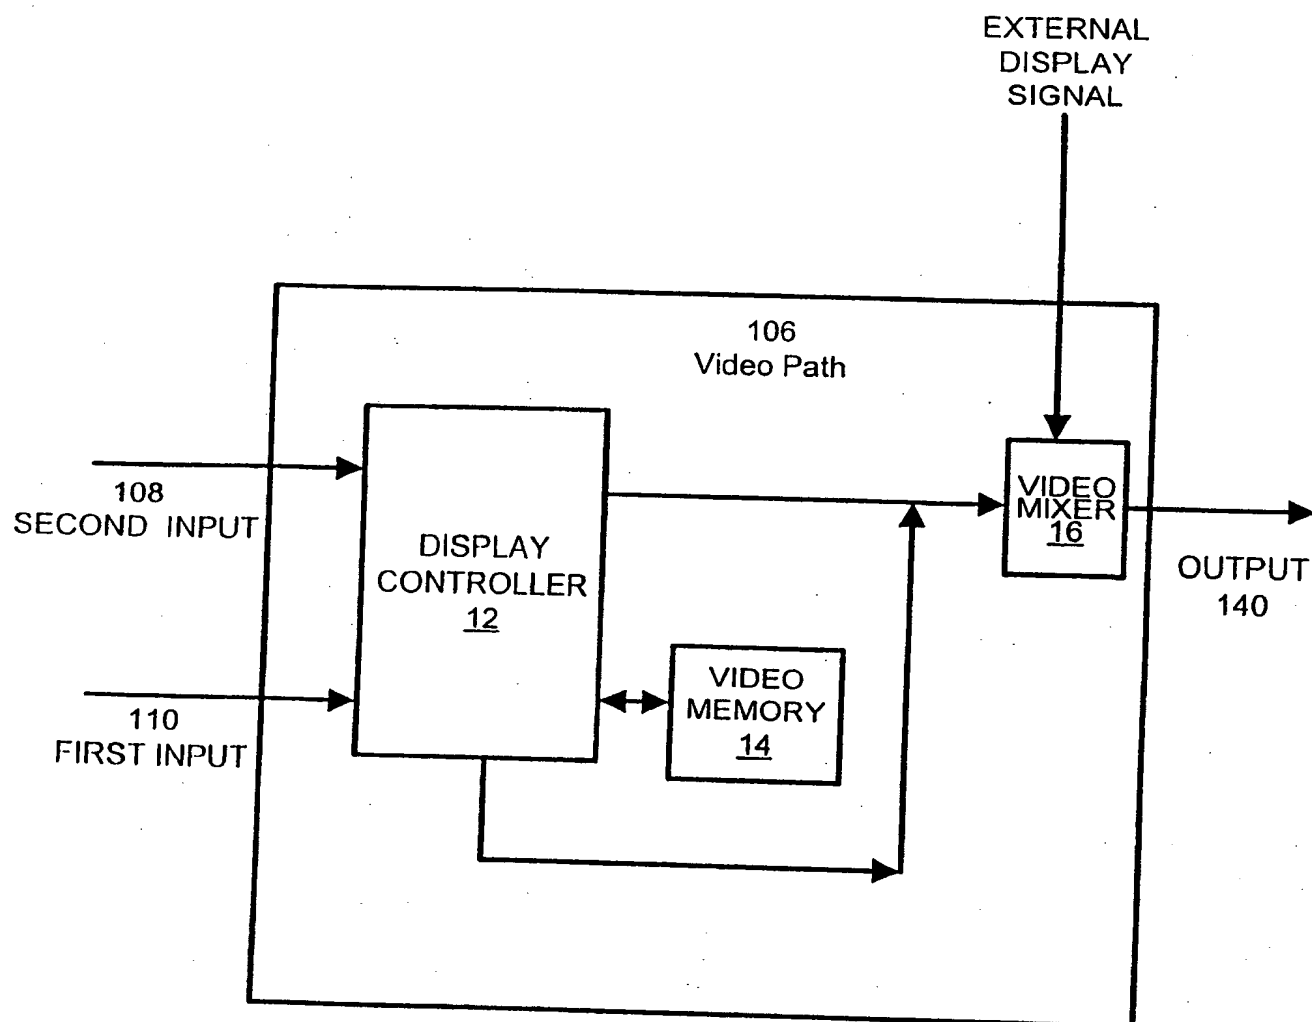 EXTERNAL
DISPLAY
SIGNAL
106
Video Path
108
SECOND INPUT
DISPLAY
CONTROLLER
12
VIDEO
MIXER
16
OUTPUT
140
110
FIRST INPUT
VIDEO
MEMORY
14